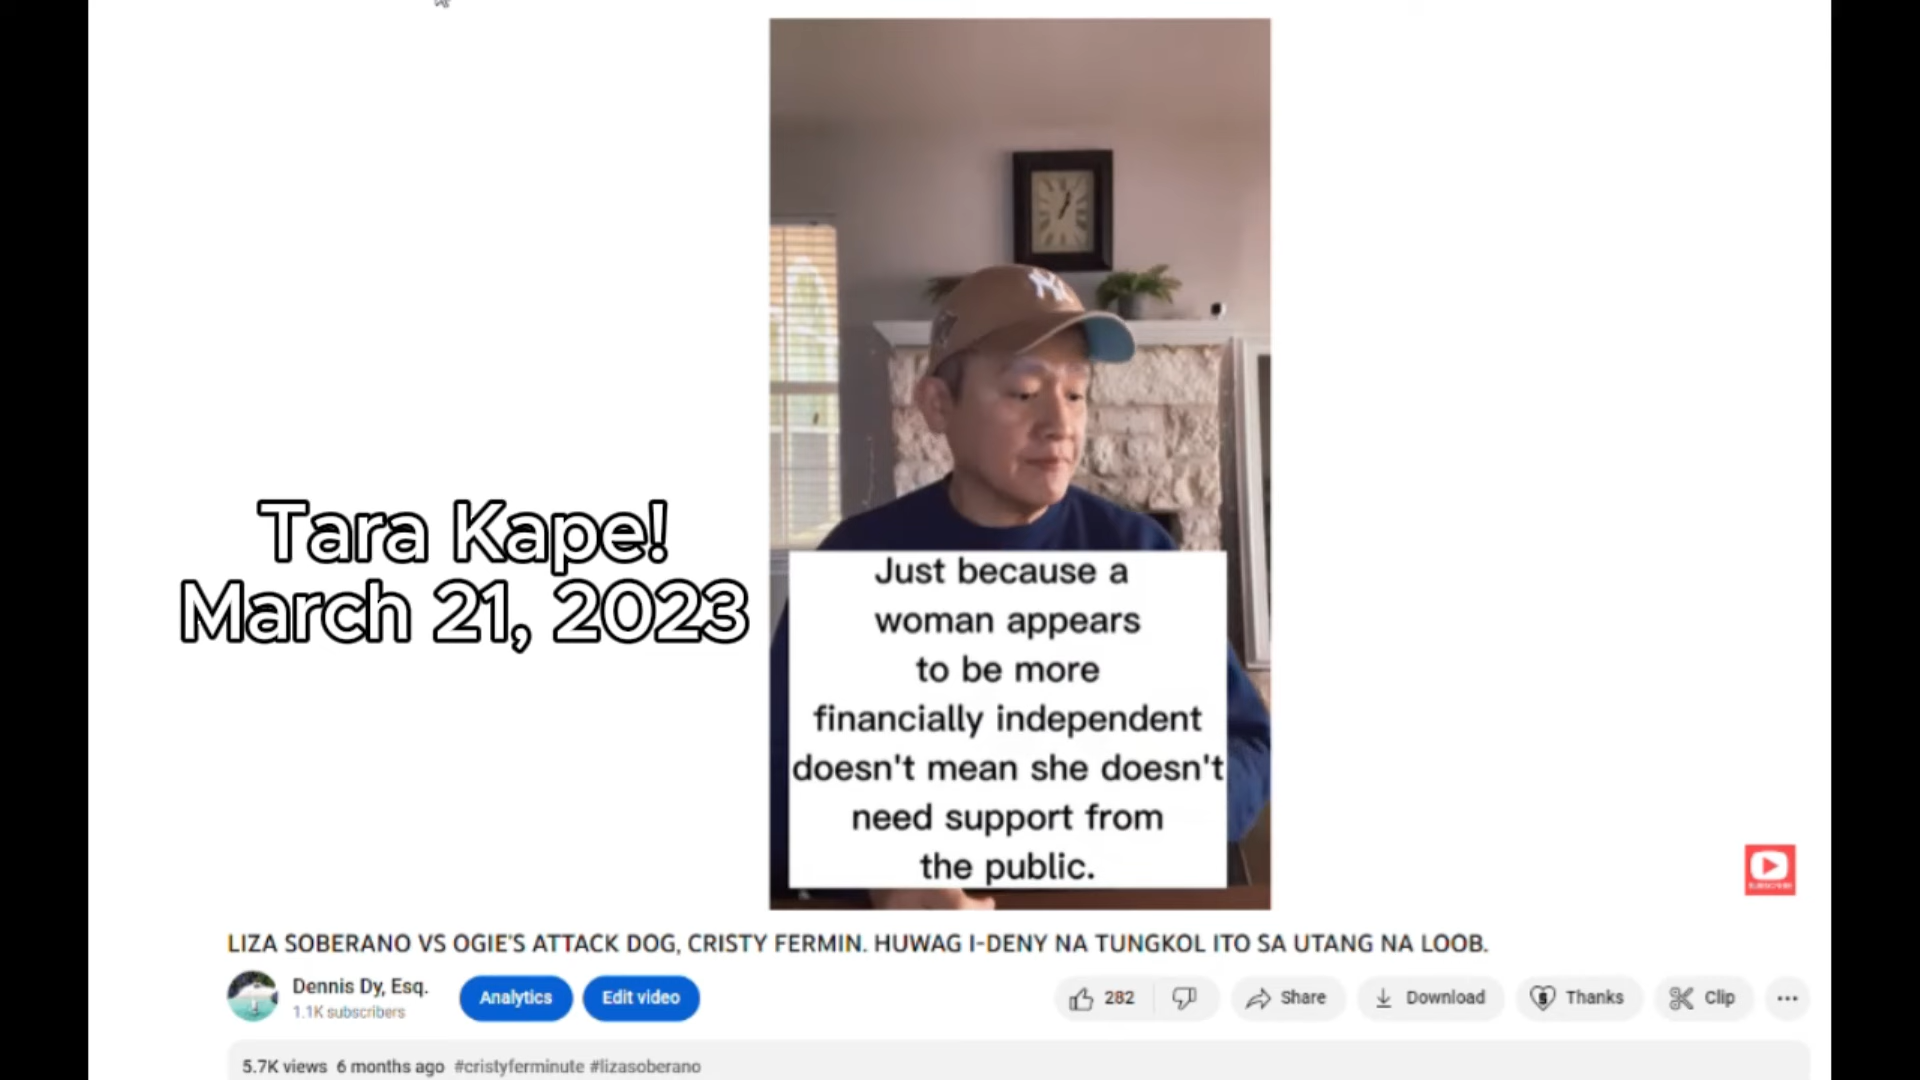 NY
Tara Kape!
March 21, 2023
Just because a
woman appears
to be more
financially independent
doesn't mean she doesn't
need support from
the public.
SUBSCRIBE
LIZA SOBERANO VS OGIE'S ATTACK DOG, CRISTY FERMIN. HUWAG I-DENY NA TUNGKOL ITO SA UTANG NA LOOB.
Dennis Dy, Esq.
1.1K subscribers
Analytics
Edit video
282
Share
Download
Thanks
Clip
5.7K views 6 months ago #cristyferminute #lizasoberano